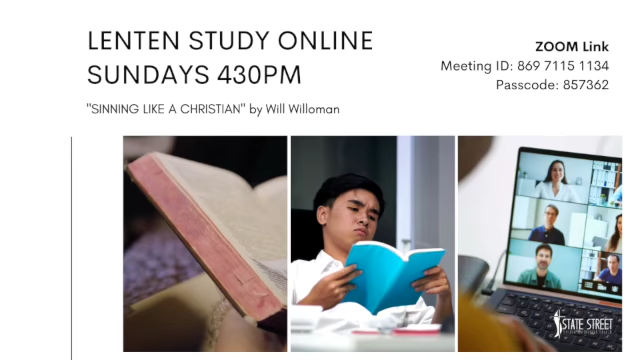 LENTEN STUDY ONLINE
SUNDAYS 430PM
"SINNING LIKE A CHRISTIAN" by Will Willoman
ZOOM Link
Meeting ID: 869 7115 1134
Passcode: 857362
STATE STREET